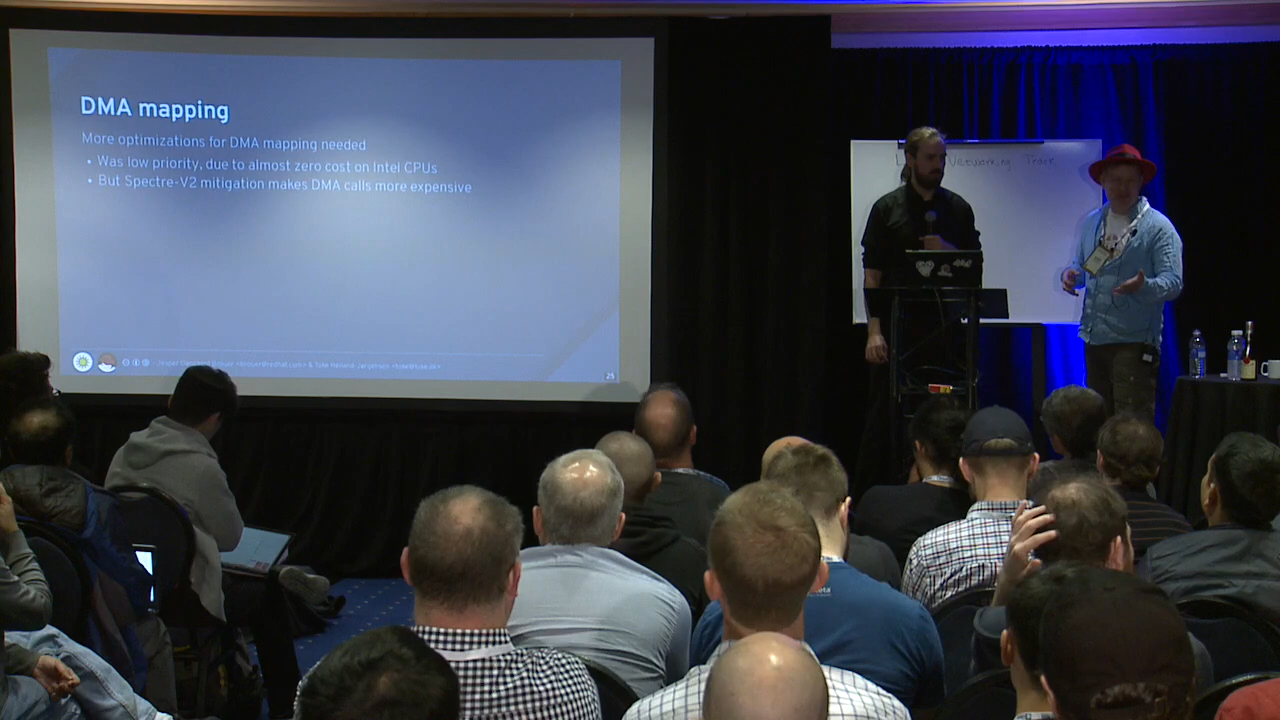 DMA mapping
More optimizations for DMA mapping needed
• Was low priority, due to almost zero cost on Intel CPUs
• But Spectre-V2 mitigation makes DMA calls more expensive
25
L Networking Track